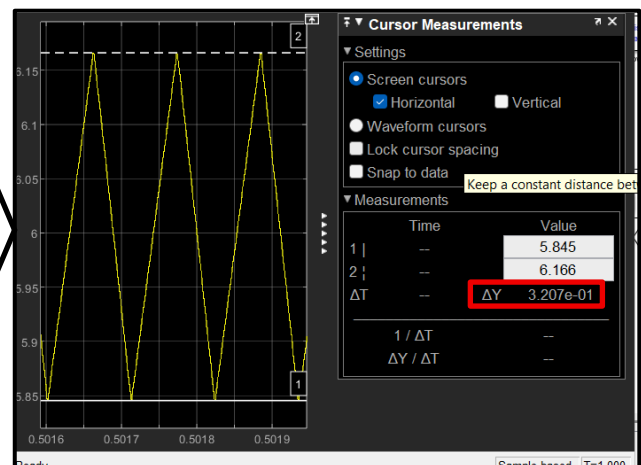 Cursor Measurements
Settings
Screen cursors
Horizontal Vertical
Waveform cursors
Lock cursor spacing
Snap to data
Keep a constant distance bet
Measurements
Time Value
1 | -- 5.845
2 ¦ -- 6.166
ΔT -- ΔY 3.207e-01
1 / ΔT --
ΔY / ΔT --
2
6.15
6.1
6.05
6
5.95
5.9
1
5.85
0.5016 0.5017 0.5018 0.5019
Ready Sample based T=1.000